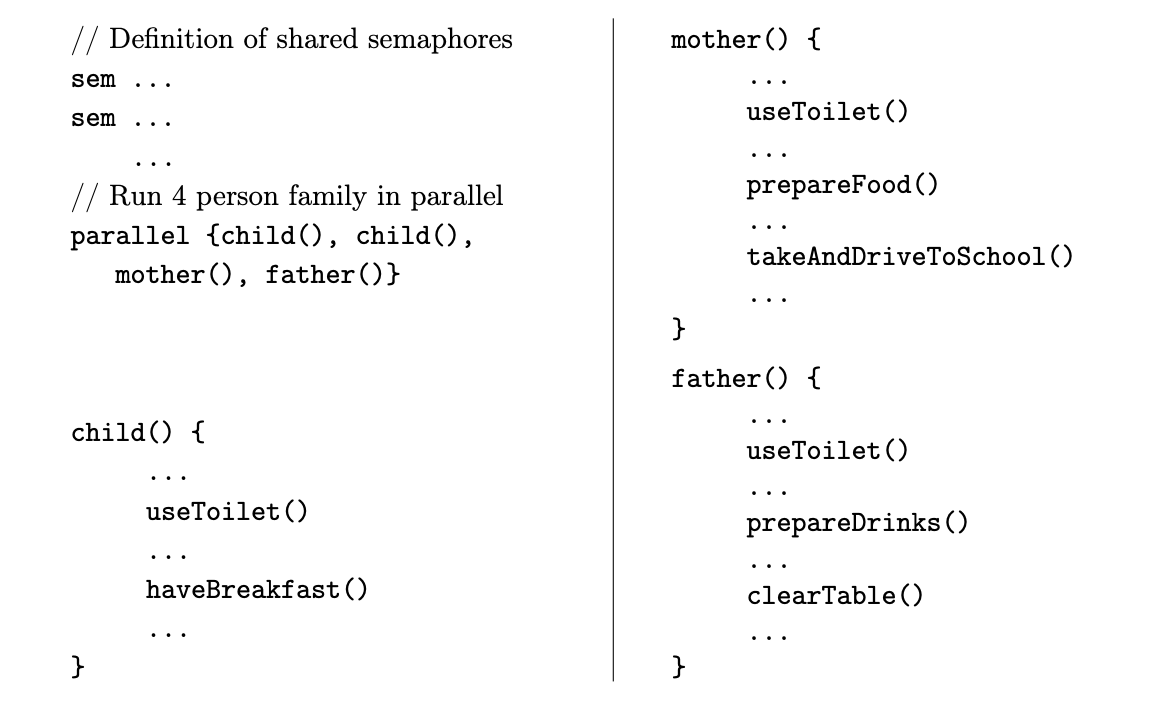 // Definition of shared semaphores
sem ...
sem ...
...
// Run 4 person family in parallel
parallel {child(), child(),
mother(), father()}
child() {
...
useToilet()
...
haveBreakfast()
...
}
mother() {
...
useToilet()
...
prepareFood()
...
takeAndDriveToSchool()
...
}
father() {
...
useToilet()
...
prepareDrinks()
...
clearTable()
...
}